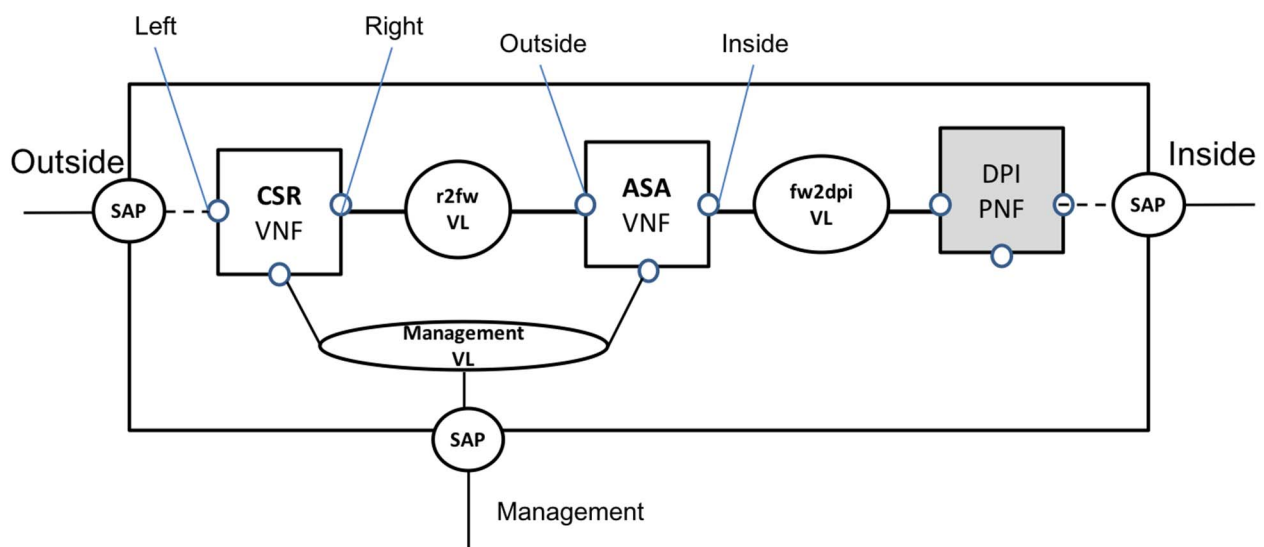 Left
Right
Outside
Inside
Outside
Inside
SAP
CSR
VNF
r2fw
VL
ASA
VNF
fw2dpi
VL
DPI
PNF
SAP
Management
VL
SAP
Management